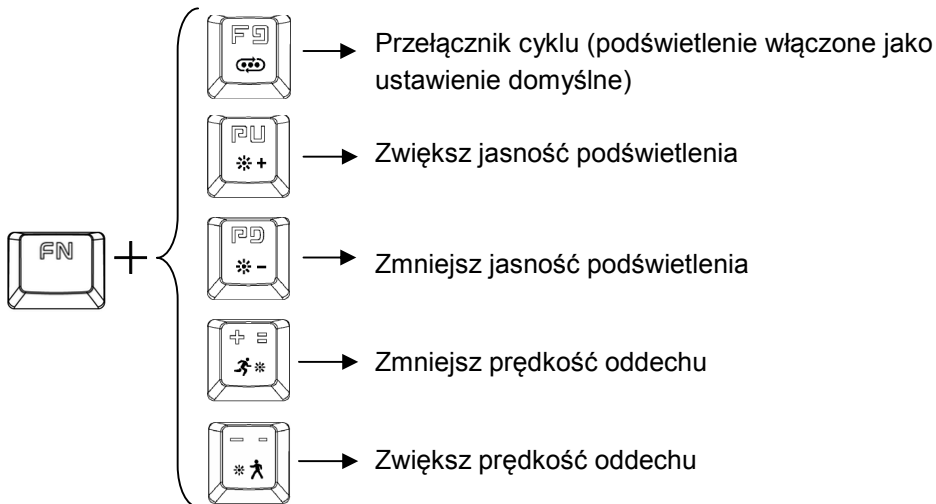 F9
Przełącznik cyklu (podświetlenie włączone jako
ustawienie domyślne)
PU
+
Zwiększ jasność podświetlenia
FN
+
PD
-
Zmniejsz jasność podświetlenia
+ =
Zmniejsz prędkość oddechu
- -
Zwiększ prędkość oddechu